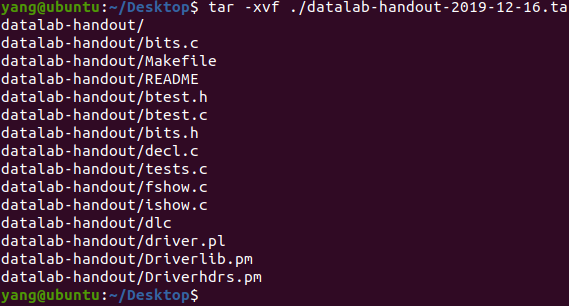 yang@ubuntu:~/Desktop$ tar -xvf ./datalab-handout-2019-12-16.ta
datalab-handout/
datalab-handout/bits.c
datalab-handout/Makefile
datalab-handout/README
datalab-handout/btest.h
datalab-handout/btest.c
datalab-handout/bits.h
datalab-handout/decl.c
datalab-handout/tests.c
datalab-handout/fshow.c
datalab-handout/ishow.c
datalab-handout/dlc
datalab-handout/driver.pl
datalab-handout/Driverlib.pm
datalab-handout/Driverhdrs.pm
yang@ubuntu:~/Desktop$